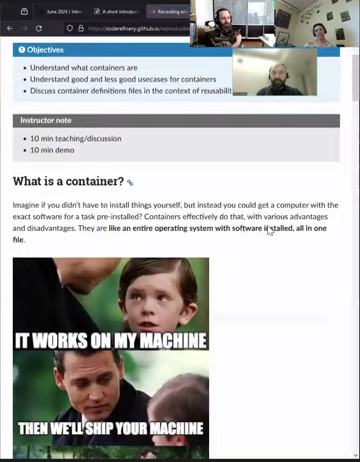 June 2024 / Intro
A short introduct
Recording en
https://coderefinery.github.io/reproducib
Objectives
Understand what containers are
Understand good and less good usecases for containers
Discuss container definitions files in the context of reusabilit
Instructor note
10 min teaching/discussion
10 min demo
What is a container?
Imagine if you didn't have to install things yourself, but instead you could get a computer with the
exact software for a task pre-installed? Containers effectively do that, with various advantages
and disadvantages. They are like an entire operating system with software installed, all in one
file.
IT WORKS ON MY MACHINE
THEN WE'LL SHIP YOUR MACHINE